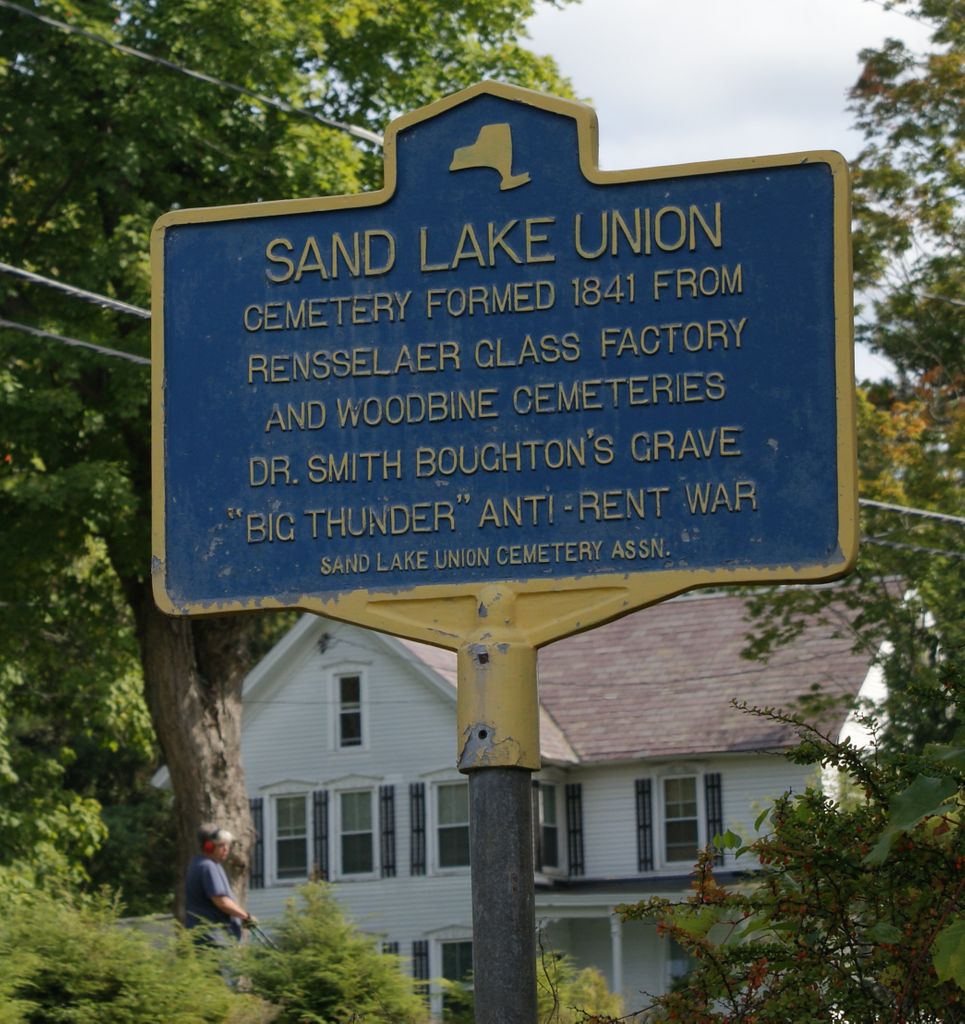 SAND LAKE UNION
CEMETERY FORMED 1841 FROM
RENSSELAER GLASS FACTORY
AND WOODBINE CEMETERIES
DR. SMITH BOUGHTON'S GRAVE
"BIG THUNDER" ANTI-RENT WAR
SAND LAKE UNION CEMETERY ASSN.